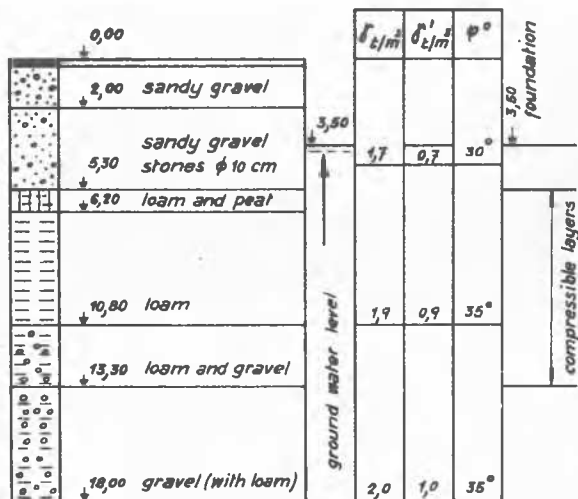 0,00
2,00 sandy gravel
sandy gravel
5,30 stones ϕ 10 cm
6,20 loam and peat
10,80 loam
13,30 loam and gravel
18,00 gravel (with loam)
3,50
ground water level
γ t/m³ γ' t/m³ φ°
1,7 0,7 30°
1,9 0,9 35°
2,0 1,0 35°
3,60
foundation
compressible layers